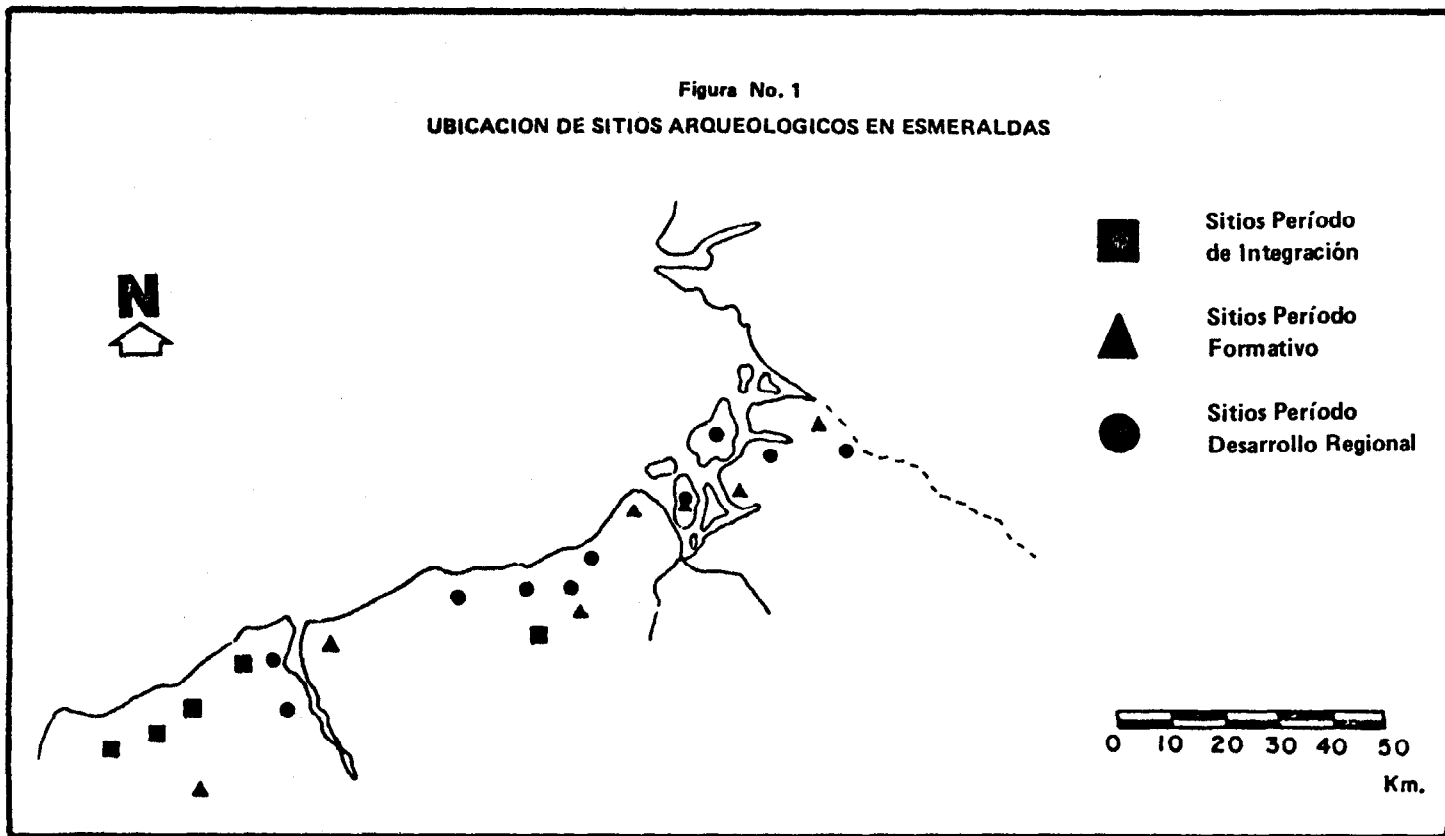 Figura No. 1
UBICACION DE SITIOS ARQUEOLOGICOS EN ESMERALDAS
N
Sitios Período
de Integración
Sitios Período
Formativo
Sitios Período
Desarrollo Regional
0 10 20 30 40 50
Km.